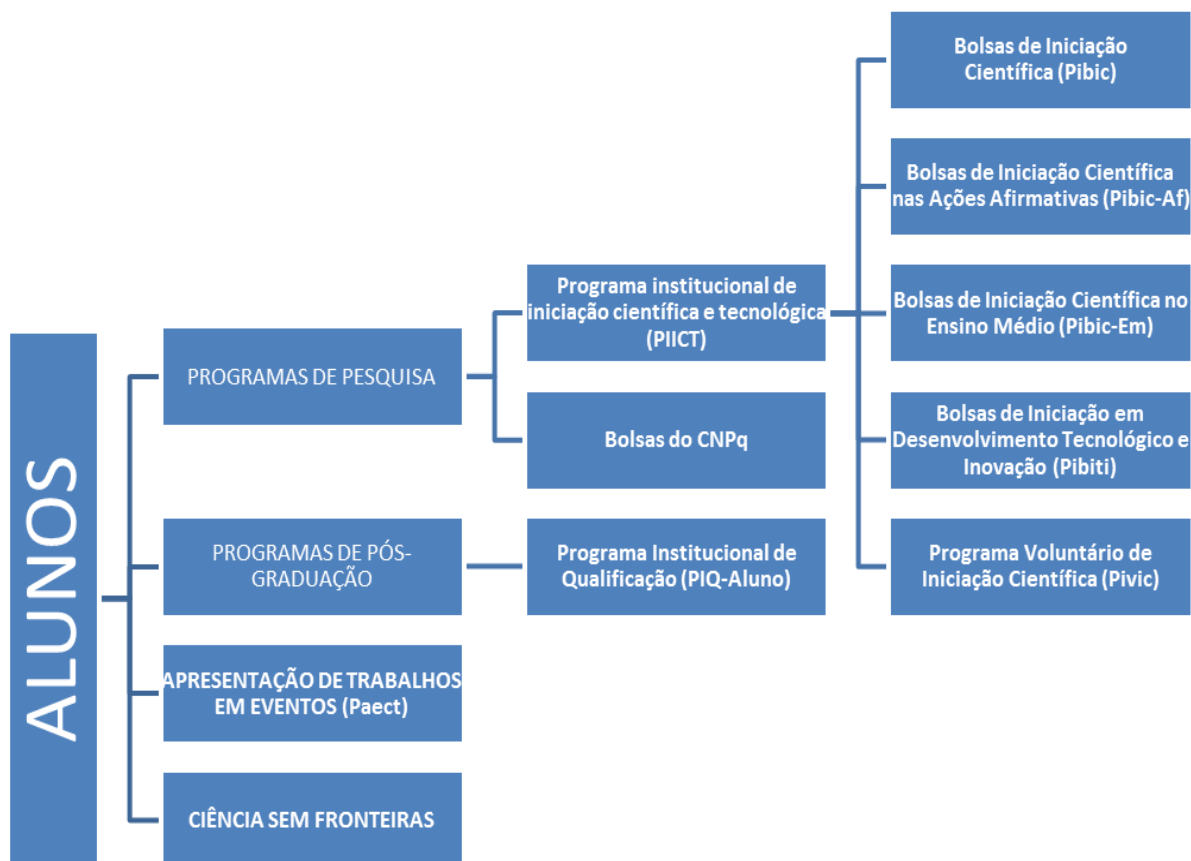 ALUNOS
PROGRAMAS DE PESQUISA
Programa institucional de
iniciação científica e tecnológica
(PIICT)
Bolsas de Iniciação
Científica (Pibic)
Bolsas de Iniciação Científica
nas Ações Afirmativas (Pibic-Af)
Bolsas de Iniciação Científica no
Ensino Médio (Pibic-Em)
Bolsas de Iniciação em
Desenvolvimento Tecnológico e
Inovação (Pibiti)
Programa Voluntário de
Iniciação Científica (Pivic)
Bolsas do CNPq
PROGRAMAS DE PÓS-
GRADUAÇÃO
Programa Institucional de
Qualificação (PIQ-Aluno)
APRESENTAÇÃO DE TRABALHOS
EM EVENTOS (Paect)
CIÊNCIA SEM FRONTEIRAS